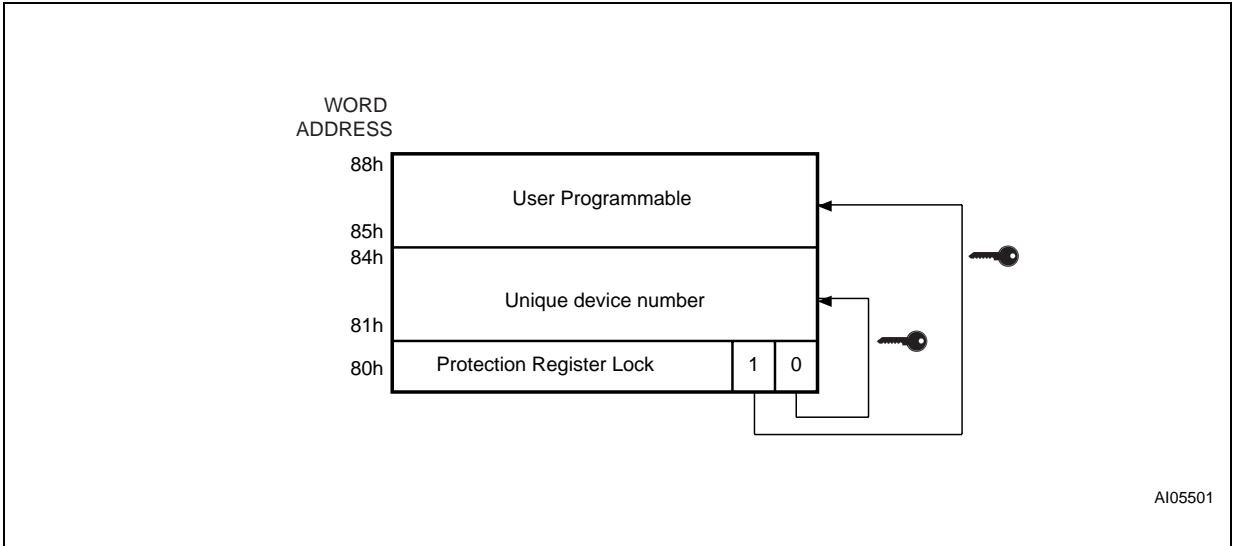 WORD
ADDRESS
88h
User Programmable
85h
84h
Unique device number
81h
80h
Protection Register Lock
1
0
AI05501